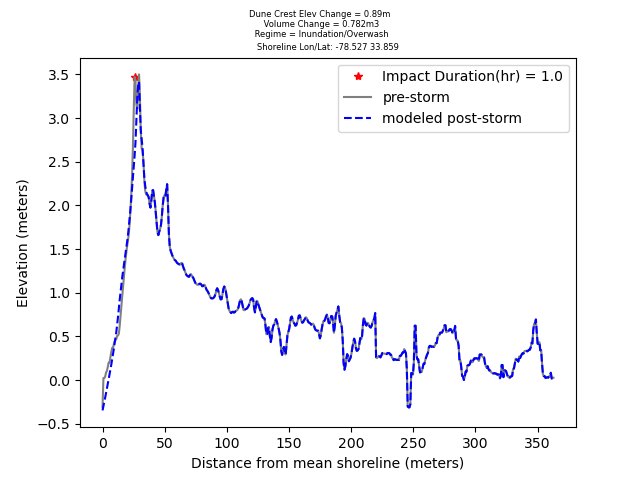 Dune Crest Elev Change = 0.89m
Volume Change = 0.782m3
Regime = Inundation/Overwash
Shoreline Lon/Lat: -78.527 33.859
Impact Duration(hr) = 1.0
pre-storm
modeled post-storm
3.5
3.0
2.5
2.0
1.5
1.0
0.5
0.0
−0.5
Elevation (meters)
0 50 100 150 200 250 300 350
Distance from mean shoreline (meters)